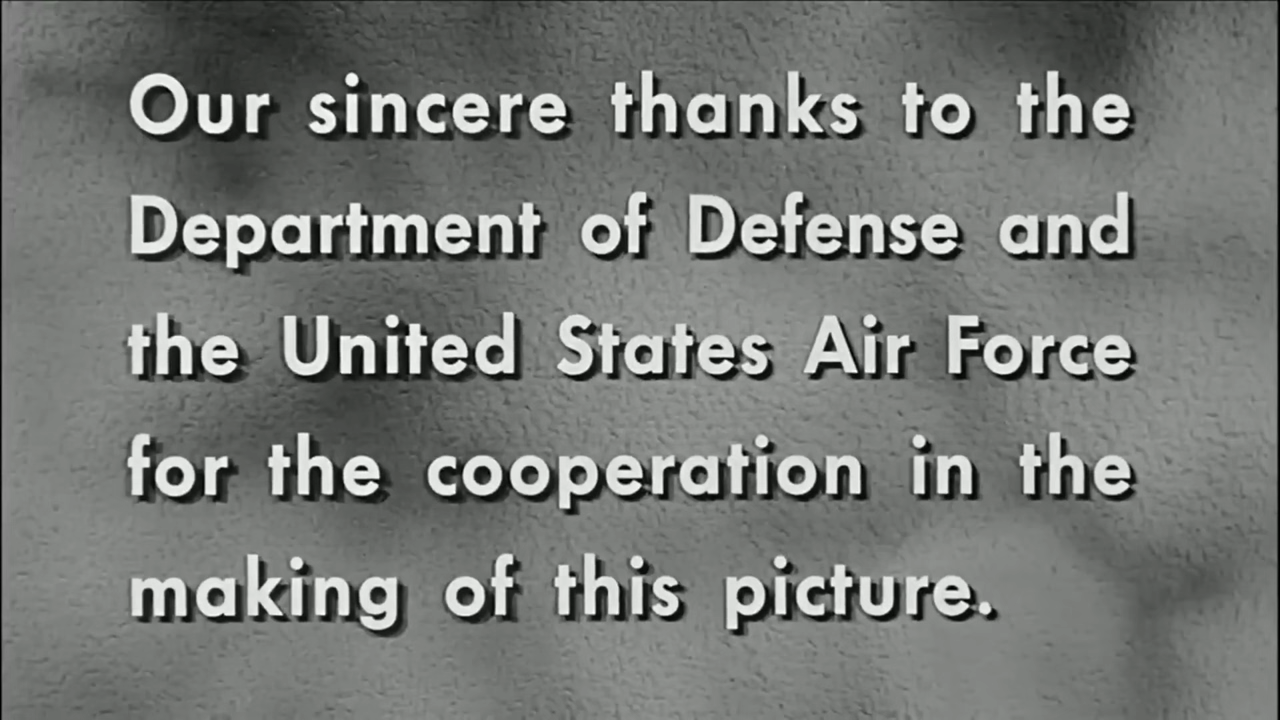 Our sincere thanks to the
Department of Defense and
the United States Air Force
for the cooperation in the
making of this picture.